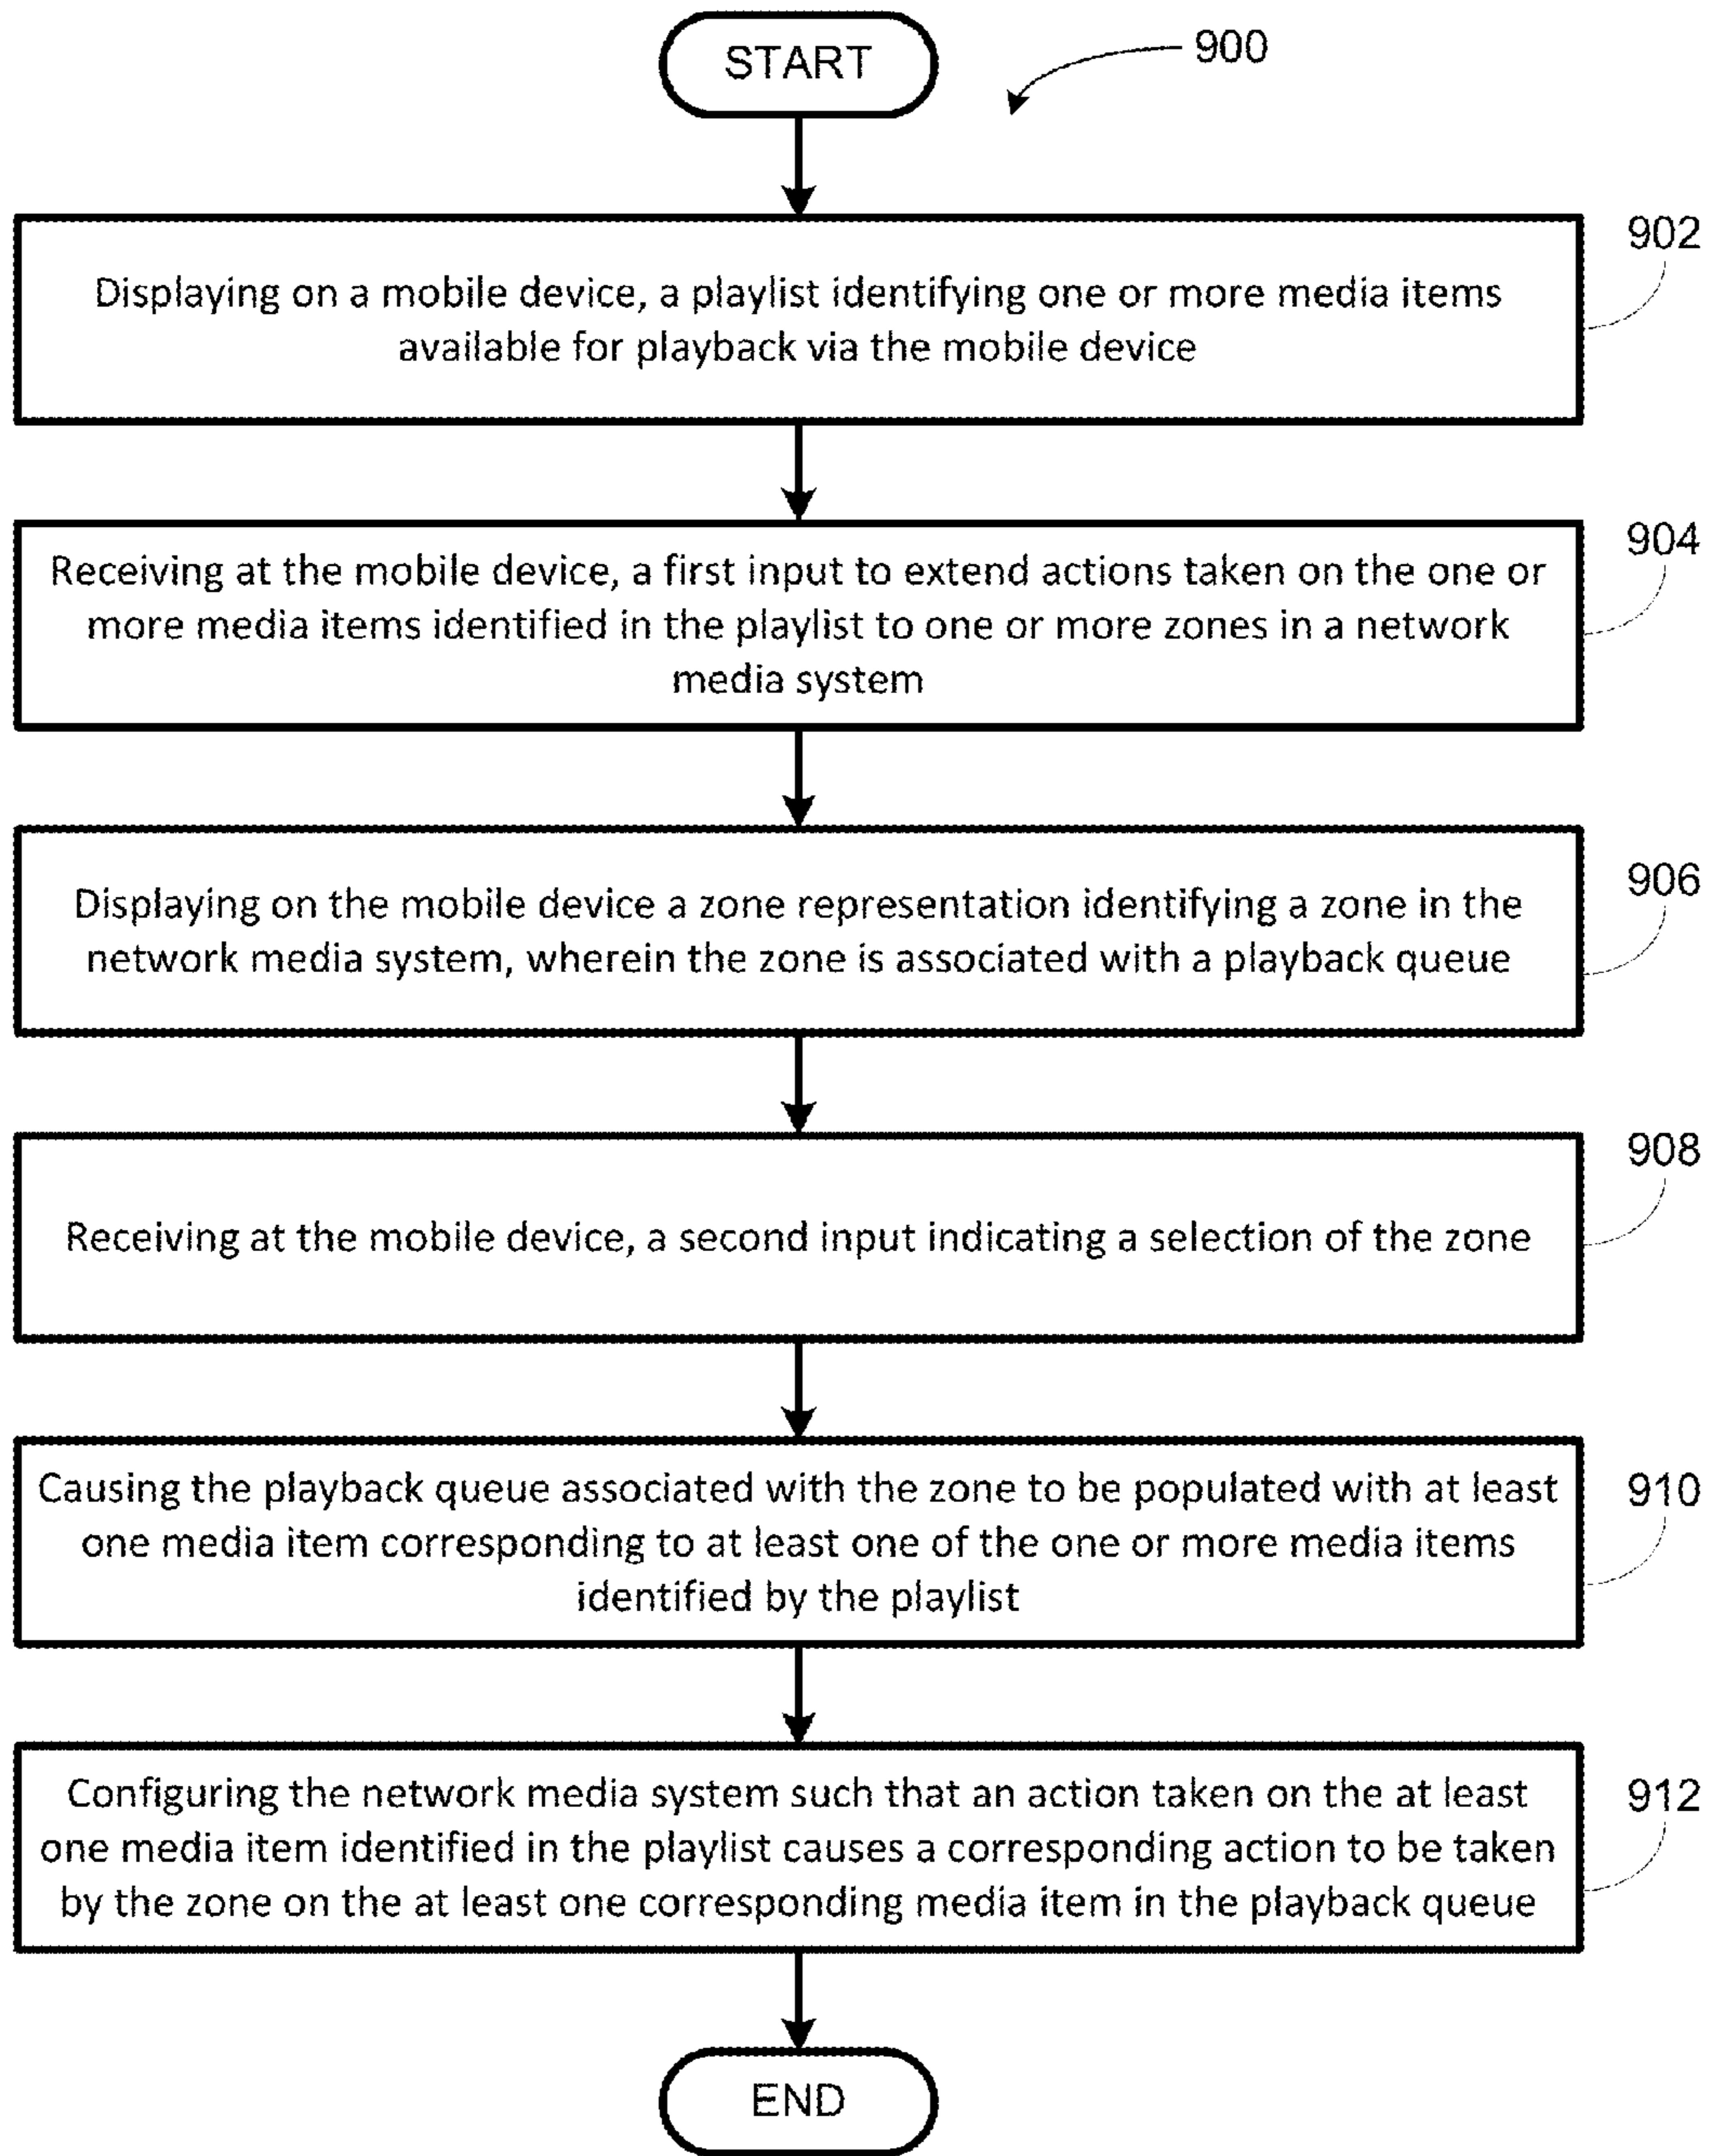 START
900
902
Displaying on a mobile device, a playlist identifying one or more media items
available for playback via the mobile device
904
Receiving at the mobile device, a first input to extend actions taken on the one or
more media items identified in the playlist to one or more zones in a network
media system
906
Displaying on the mobile device a zone representation identifying a zone in the
network media system, wherein the zone is associated with a playback queue
908
Receiving at the mobile device, a second input indicating a selection of the zone
910
Causing the playback queue associated with the zone to be populated with at least
one media item corresponding to at least one of the one or more media items
identified by the playlist
912
Configuring the network media system such that an action taken on the at least
one media item identified in the playlist causes a corresponding action to be taken
by the zone on the at least one corresponding media item in the playback queue
END